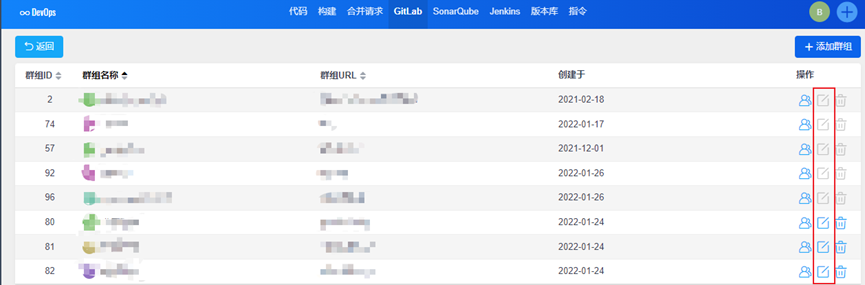 DevOps 代码 构建 合并请求 GitLab SonarQube Jenkins 版本库 指令 B
返回 + 添加群组
群组ID 群组名称 群组URL 创建于 操作
2 2021-02-18
74 2022-01-17
57 2021-12-01
92 2022-01-26
96 2022-01-26
80 2022-01-24
81 2022-01-24
82 2022-01-24